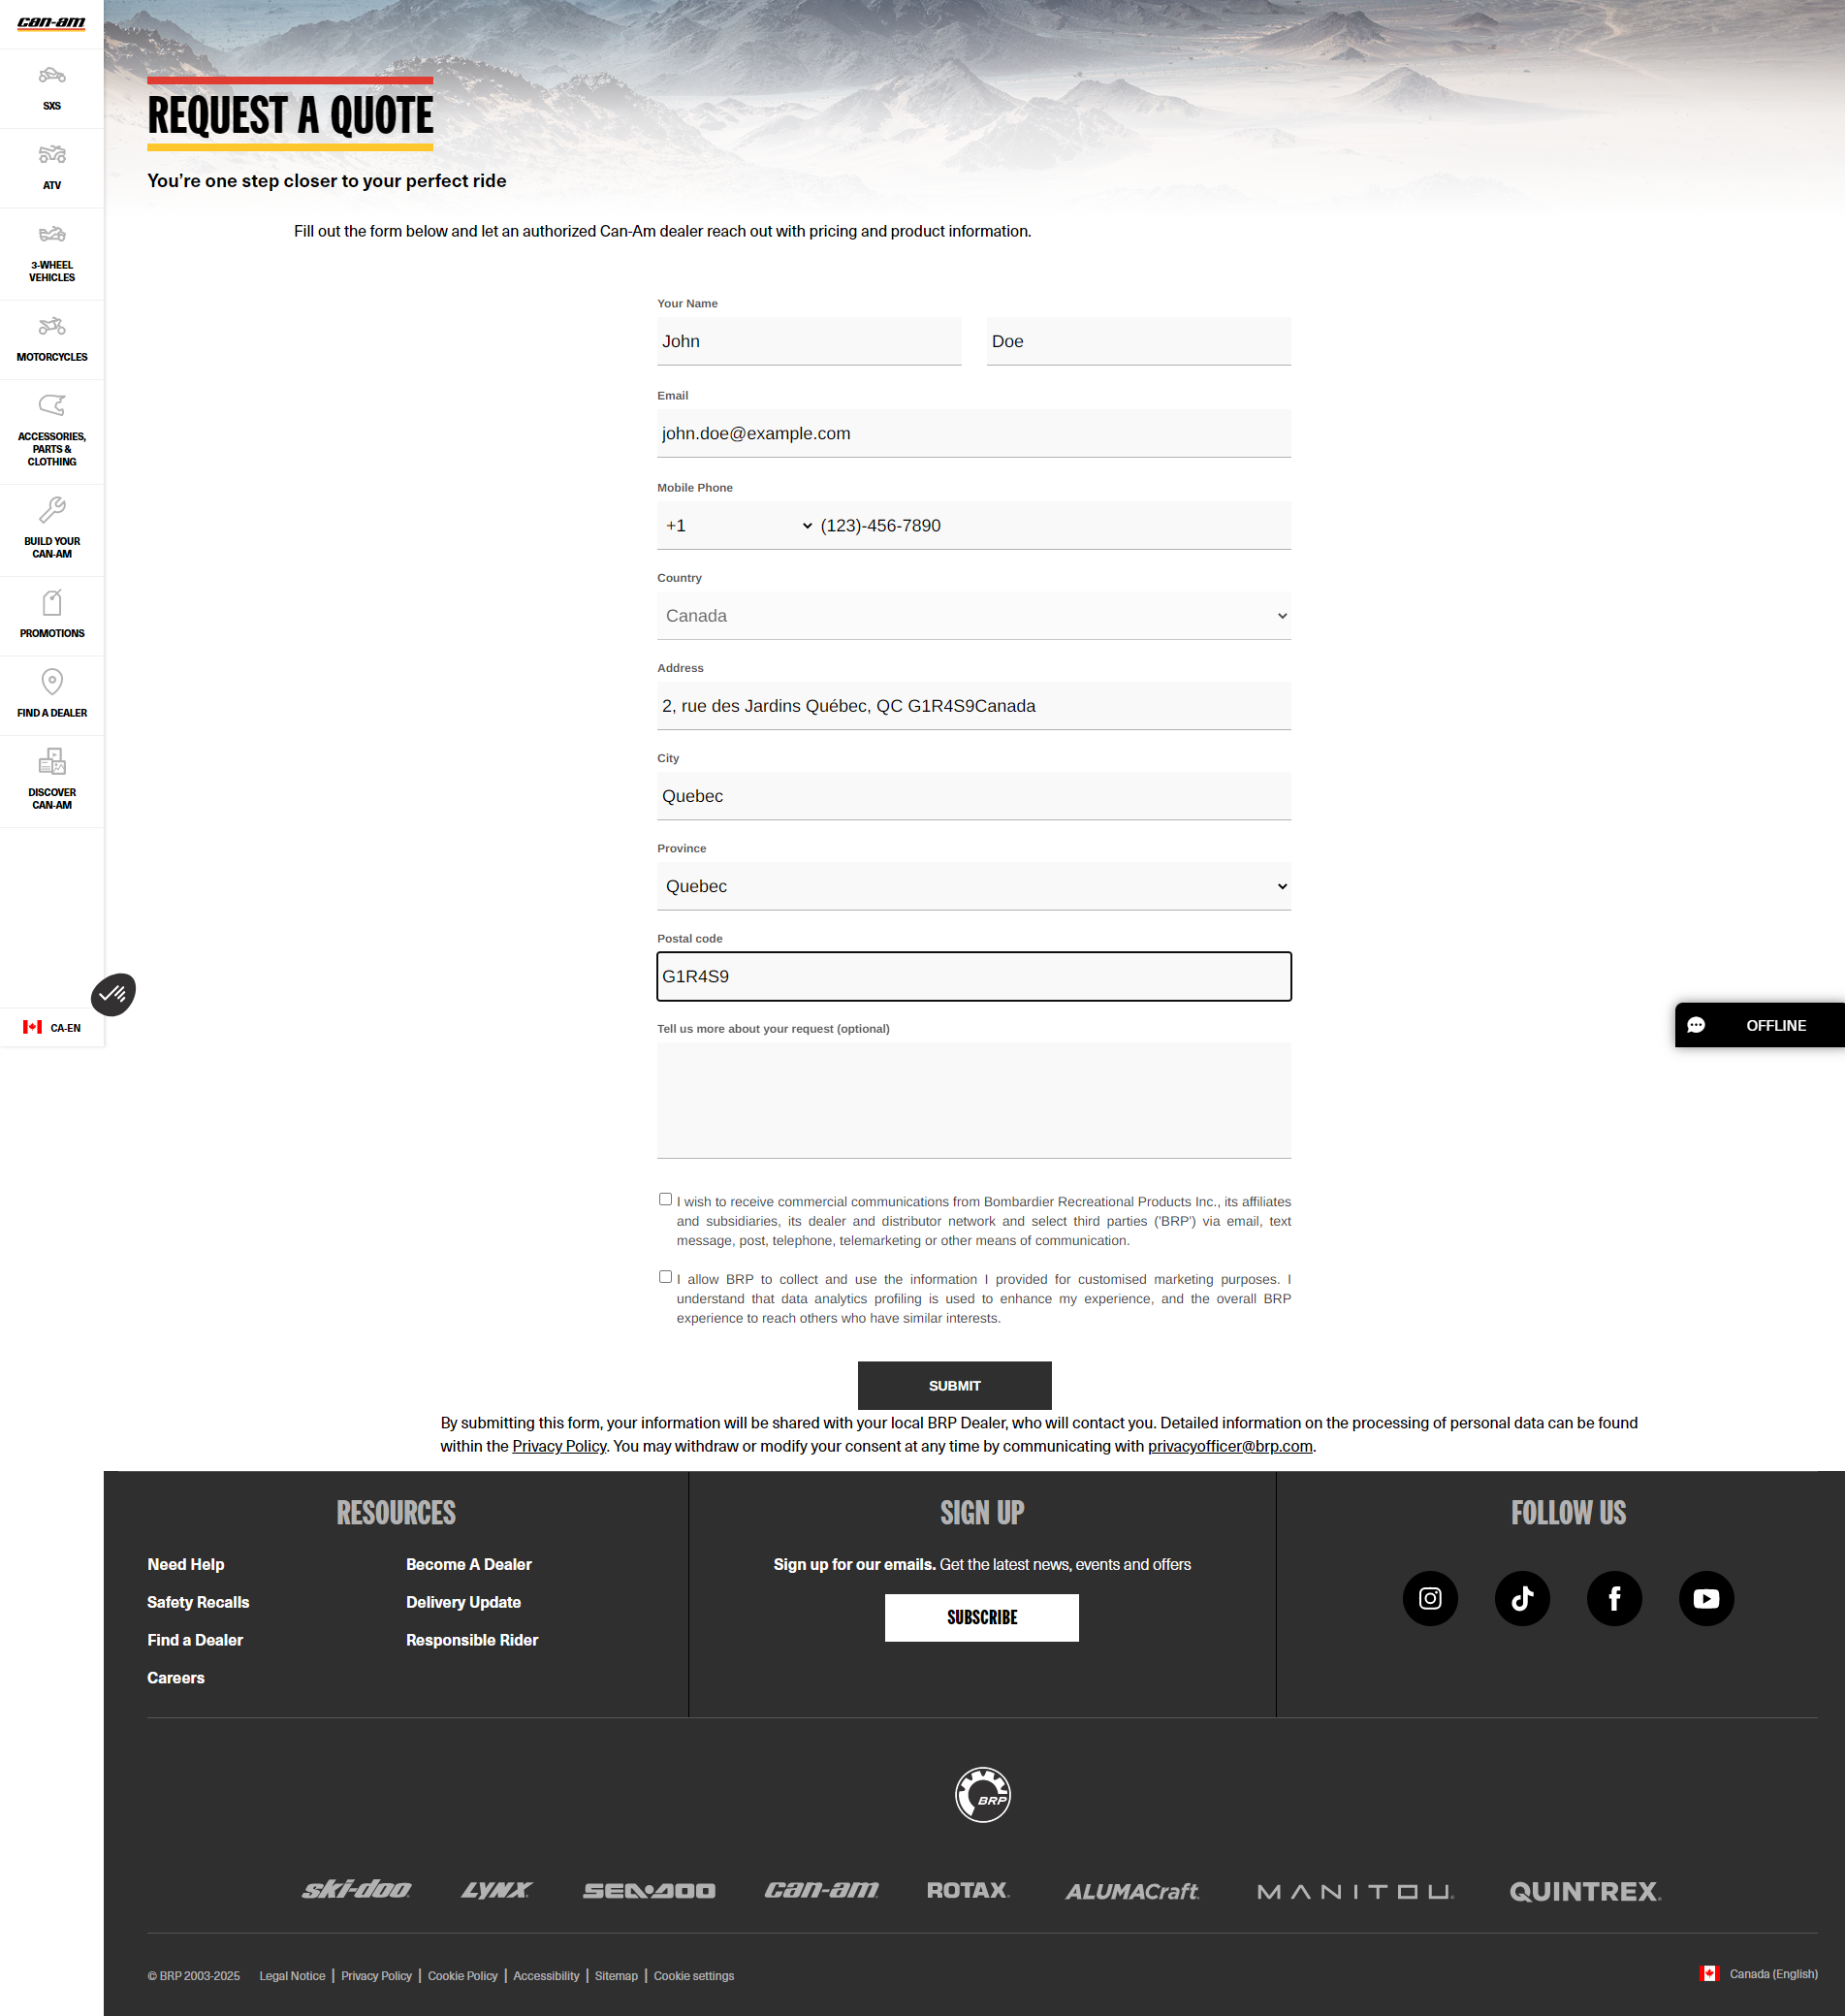 can-am
SXS
ATV
3-WHEEL
VEHICLES
MOTORCYCLES
ACCESSORIES,
PARTS &
CLOTHING
BUILD YOUR
CAN-AM
PROMOTIONS
FIND A DEALER
DISCOVER
CAN-AM
CA-EN
REQUEST A QUOTE
You're one step closer to your perfect ride
Fill out the form below and let an authorized Can-Am dealer reach out with pricing and product information.
Your Name
John Doe
Email
john.doe@example.com
Mobile Phone
+1 (123)-456-7890
Country
Canada
Address
2, rue des Jardins Québec, QC G1R4S9Canada
City
Quebec
Province
Quebec
Postal code
G1R4S9
OFFLINE
Tell us more about your request (optional)
I wish to receive commercial communications from Bombardier Recreational Products Inc., its affiliates
and subsidiaries, its dealer and distributor network and select third parties ('BRP') via email, text
message, post, telephone, telemarketing or other means of communication.
I allow BRP to collect and use the information I provided for customised marketing purposes. I
understand that data analytics profiling is used to enhance my experience, and the overall BRP
experience to reach others who have similar interests.
SUBMIT
By submitting this form, your information will be shared with your local BRP Dealer, who will contact you. Detailed information on the processing of personal data can be found
within the Privacy Policy. You may withdraw or modify your consent at any time by communicating with privacyofficer@brp.com.
RESOURCES
Need Help
Safety Recalls
Find a Dealer
Careers
Become A Dealer
Delivery Update
Responsible Rider
SIGN UP
Sign up for our emails. Get the latest news, events and offers
SUBSCRIBE
FOLLOW US
BRP
ski-doo LYNX SEA-DOO can-am ROTAX ALUMACraft MANITOU QUINTREX
© BRP 2003-2025 Legal Notice | Privacy Policy | Cookie Policy | Accessibility | Sitemap | Cookie settings
Canada (English)